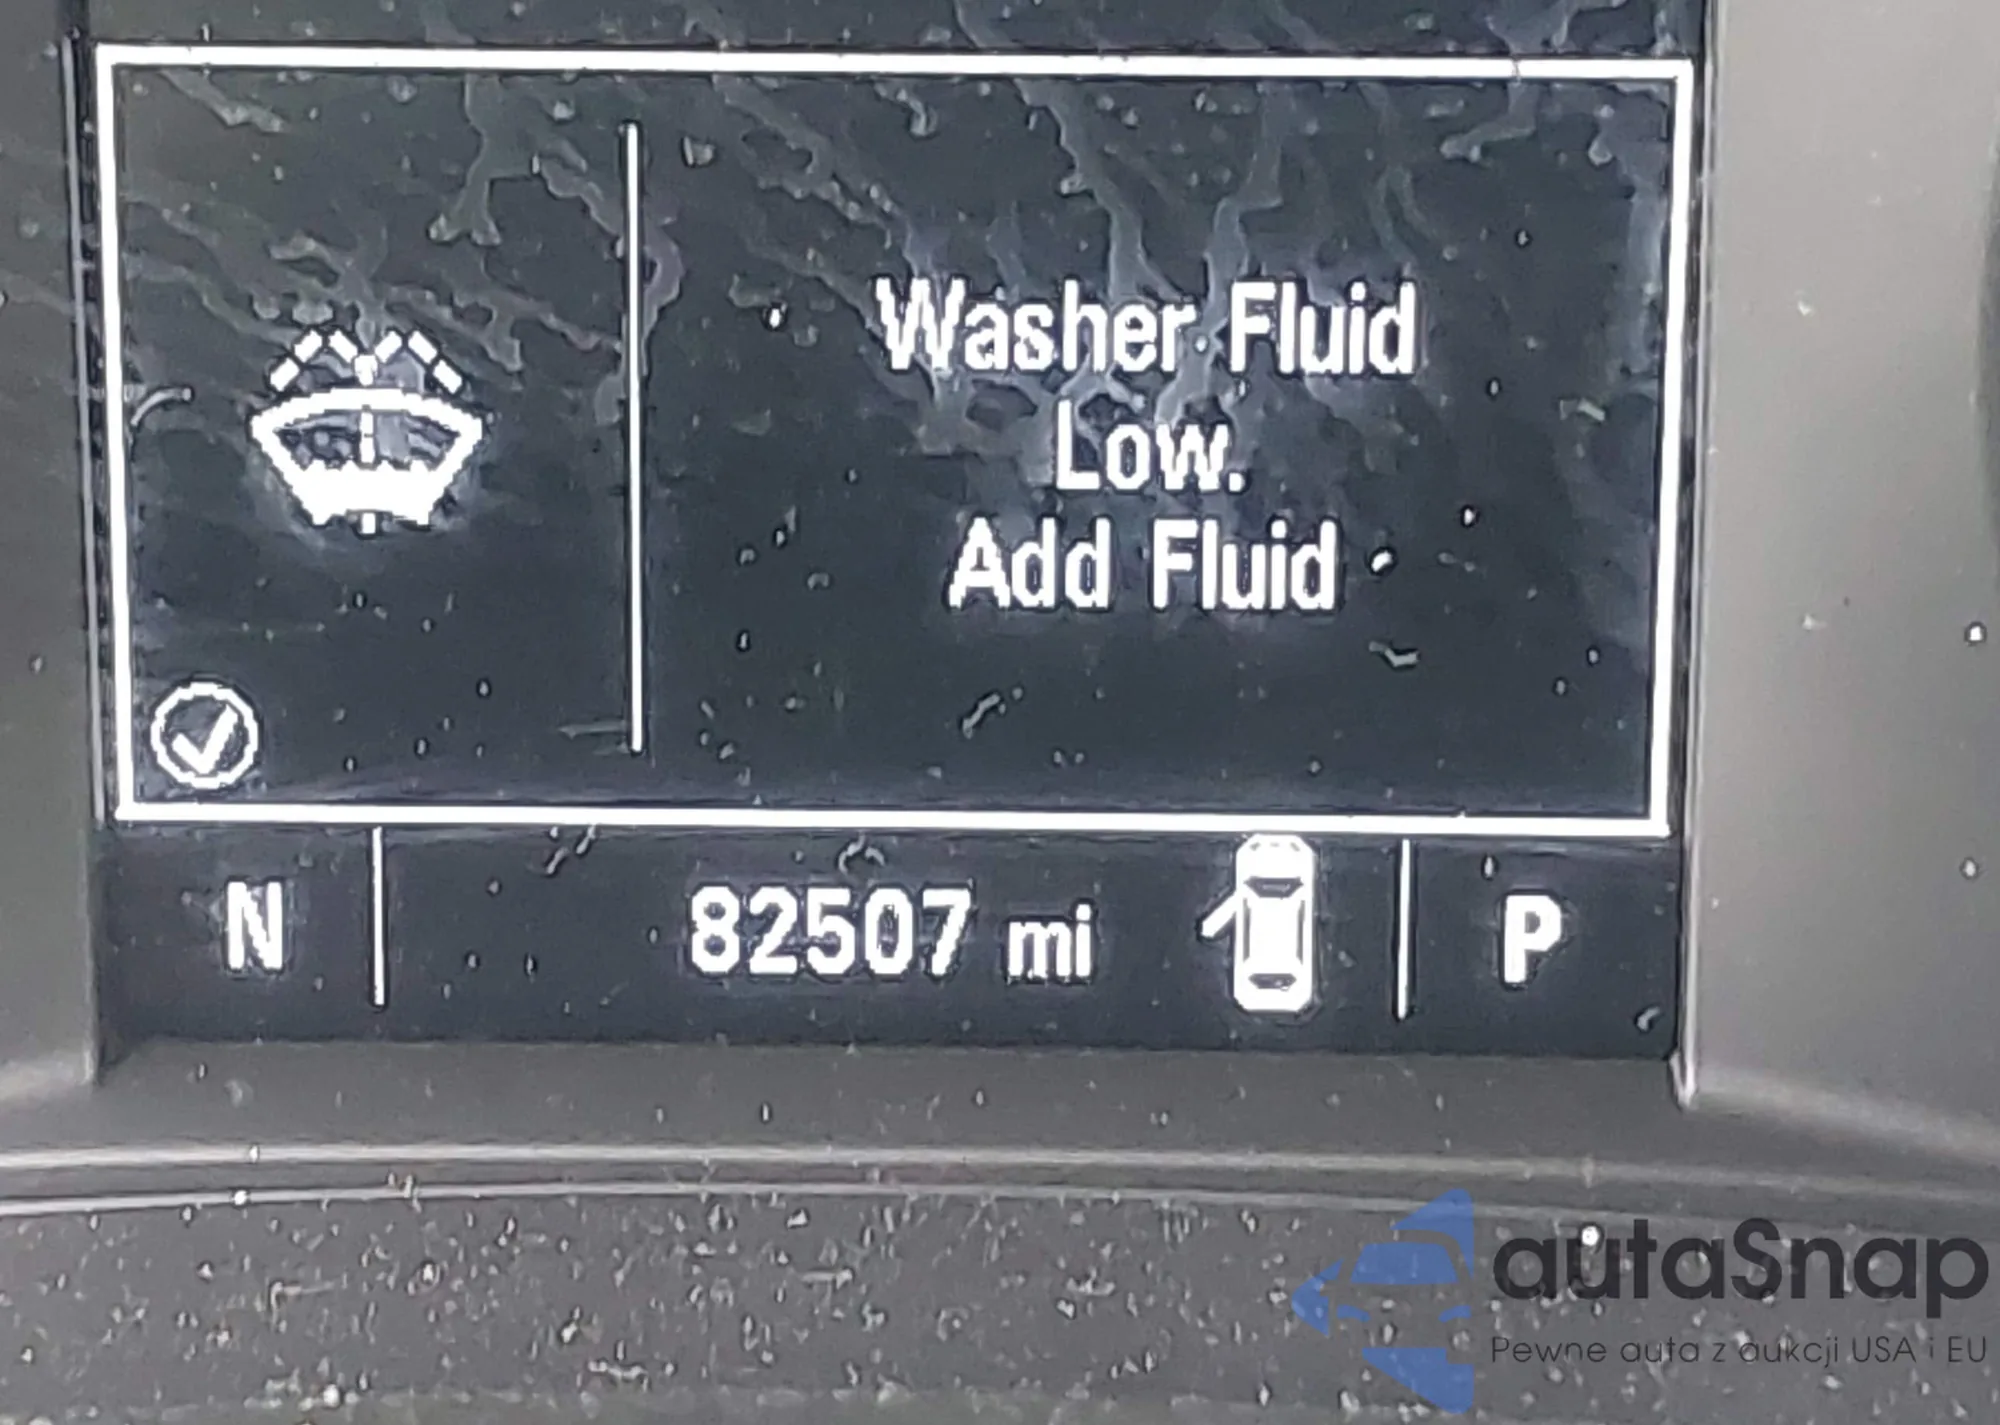 Washer Fluid
Low.
Add Fluid
N
82507 mi
P
autaSnap
Pewne auta z aukcji USA i EU